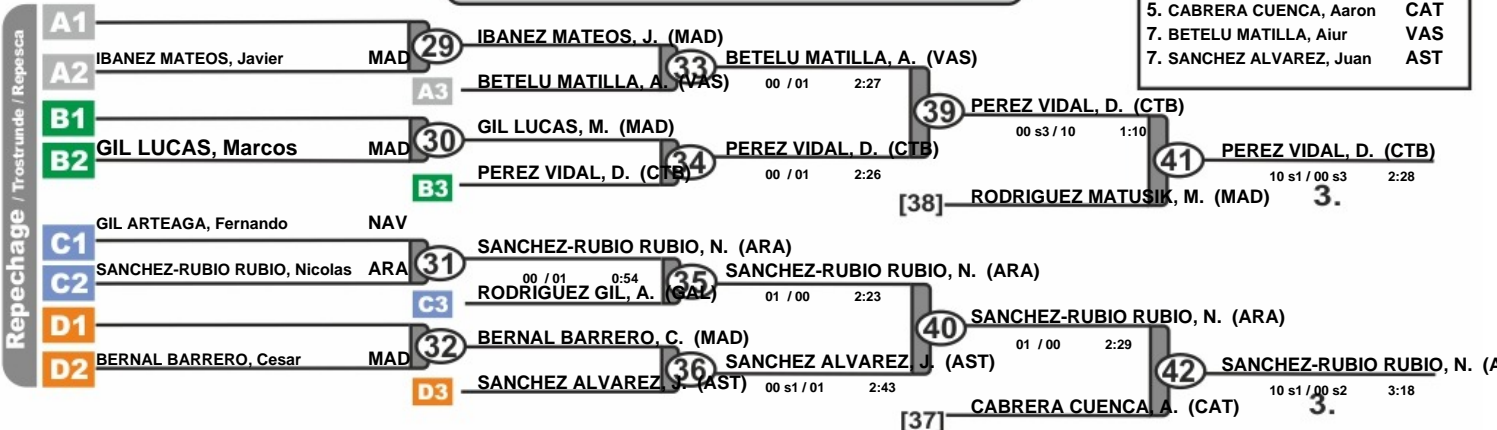 5. CABRERA CUENCA, Aaron CAT
7. BETELU MATILLA, Aiur VAS
7. SANCHEZ ALVAREZ, Juan AST
Repechage / Trostrunde / Repesca
A1
A2 IBANEZ MATEOS, Javier MAD
29 IBANEZ MATEOS, J. (MAD)
A3 BETELU MATILLA, A. (VAS)
33 BETELU MATILLA, A. (VAS)
00 / 01 2:27
B1
B2 GIL LUCAS, Marcos MAD
30 GIL LUCAS, M. (MAD)
B3 PEREZ VIDAL, D. (CTB)
34 PEREZ VIDAL, D. (CTB)
00 / 01 2:26
39 PEREZ VIDAL, D. (CTB)
00 s3 / 10 1:10
[38] RODRIGUEZ MATUSIK, M. (MAD)
41 PEREZ VIDAL, D. (CTB)
10 s1 / 00 s3 2:28
3.
C1 GIL ARTEAGA, Fernando NAV
C2 SANCHEZ-RUBIO RUBIO, Nicolas ARA
31 SANCHEZ-RUBIO RUBIO, N. (ARA)
00 / 01 0:54
C3 RODRIGUEZ GIL, A. (GAL)
35 SANCHEZ-RUBIO RUBIO, N. (ARA)
01 / 00 2:23
D1
D2 BERNAL BARRERO, Cesar MAD
32 BERNAL BARRERO, C. (MAD)
D3 SANCHEZ ALVAREZ, J. (AST)
36 SANCHEZ ALVAREZ, J. (AST)
00 s1 / 01 2:43
40 SANCHEZ-RUBIO RUBIO, N. (ARA)
01 / 00 2:29
[37] CABRERA CUENCA, A. (CAT)
42 SANCHEZ-RUBIO RUBIO, N. (A
10 s1 / 00 s2 3:18
3.